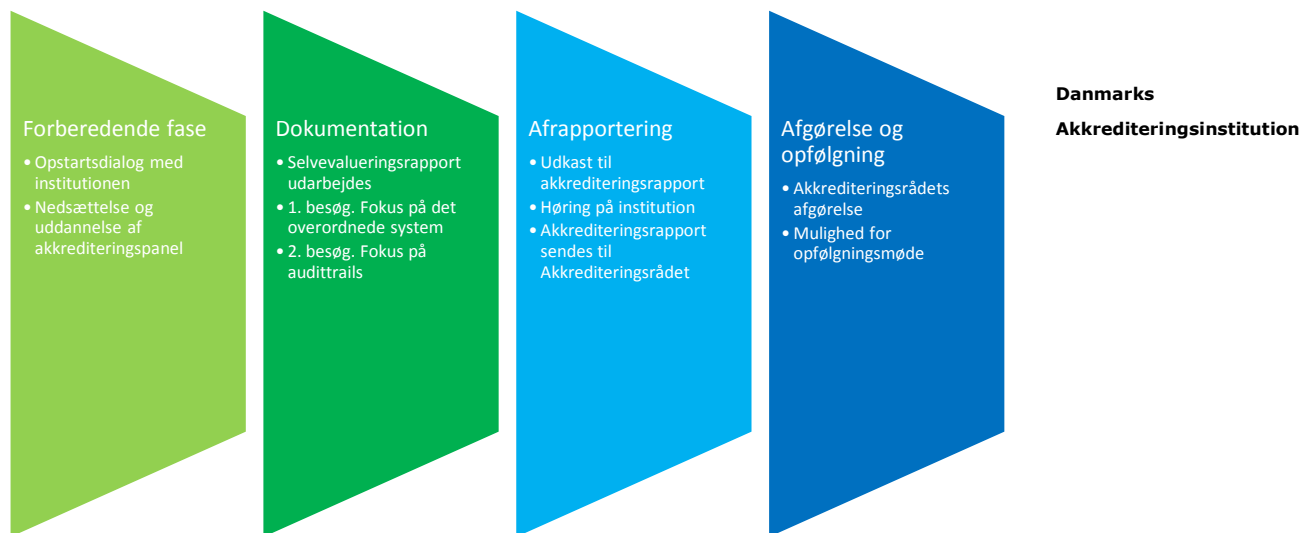 Forberedende fase
• Opstartsdialog med
institutionen
• Nedsættelse og
uddannelse af
akkrediteringspanel
Dokumentation
• Selvevalueringsrapport
udarbejdes
• 1. besøg. Fokus på det
overordnede system
• 2. besøg. Fokus på
audittrails
Afrapportering
• Udkast til
akkrediteringsrapport
• Høring på institution
• Akkrediteringsrapport
sendes til
Akkrediteringsrådet
Afgørelse og
opfølgning
• Akkrediteringsrådets
afgørelse
• Mulighed for
opfølgningsmøde
Danmarks
Akkrediteringsinstitution